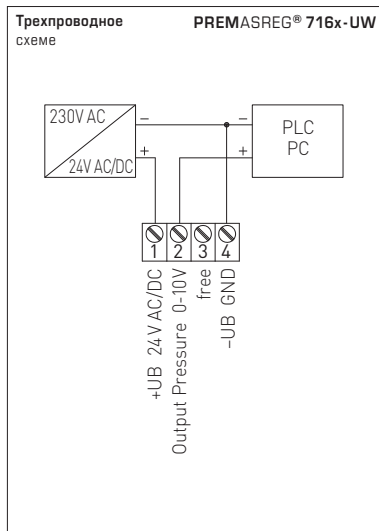 Трехпроводное PREMASREG® 716x-UW
схеме
230V AC
24V AC/DC
–
+
–
+
PLC
PC
1 2 3 4
+UB 24V AC/DC
Output Pressure 0-10V
free
–UB GND